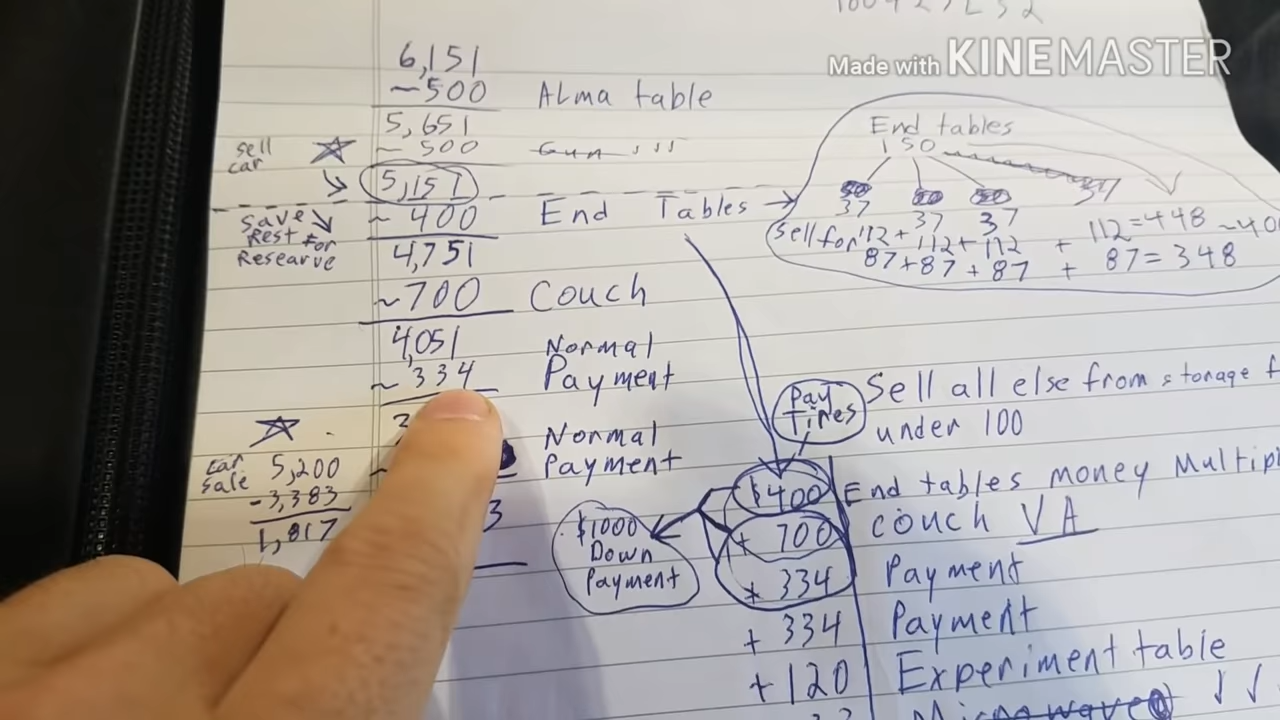 Made with KINEMASTER
6,151
- 500 Alma table
5,651
- 500 Gun
sell
car
5,151
- 400 End Tables
Save
Rest for
Researve
4,751
- 700 Couch
4,051
- 334 Normal
Payment
Normal
Payment
3
Car
Sale 5,200
-3,383
1,817
End tables
150
37 37 37 37
Sell for 112 + 112 + 112 + 112 = 448
87 + 87 + 87 + 87 = 348
Pay
Tires
Sell all else from storage
under 100
$400 End tables money
+ 700 Couch VA
+ 334 Payment
+ 334 Payment
+ 120 Experiment table
Microwave
$1000
Down
Payment